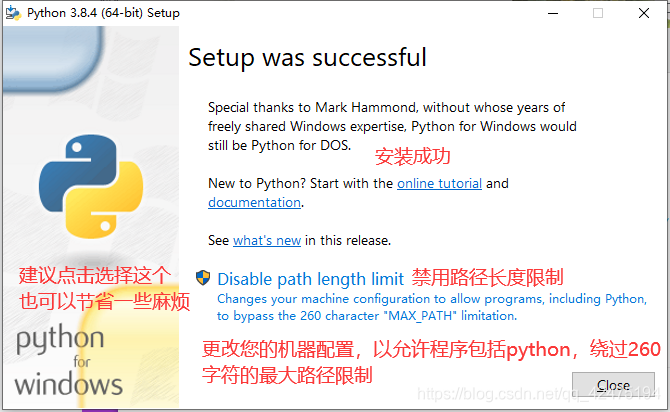 Python 3.8.4 (64-bit) Setup
Setup was successful
Special thanks to Mark Hammond, without whose years of
freely shared Windows expertise, Python for Windows would
still be Python for DOS.
安装成功
New to Python? Start with the online tutorial and
documentation.
See what's new in this release.
建议点击选择这个
也可以节省一些麻烦
Disable path length limit 禁用路径长度限制
Changes your machine configuration to allow programs, including Python,
to bypass the 260 character "MAX_PATH" limitation.
更改您的机器配置，以允许程序包括python，绕过260
字符的最大路径限制
python
for
windows
Close
https://blog.csdn.net/qq_42475194